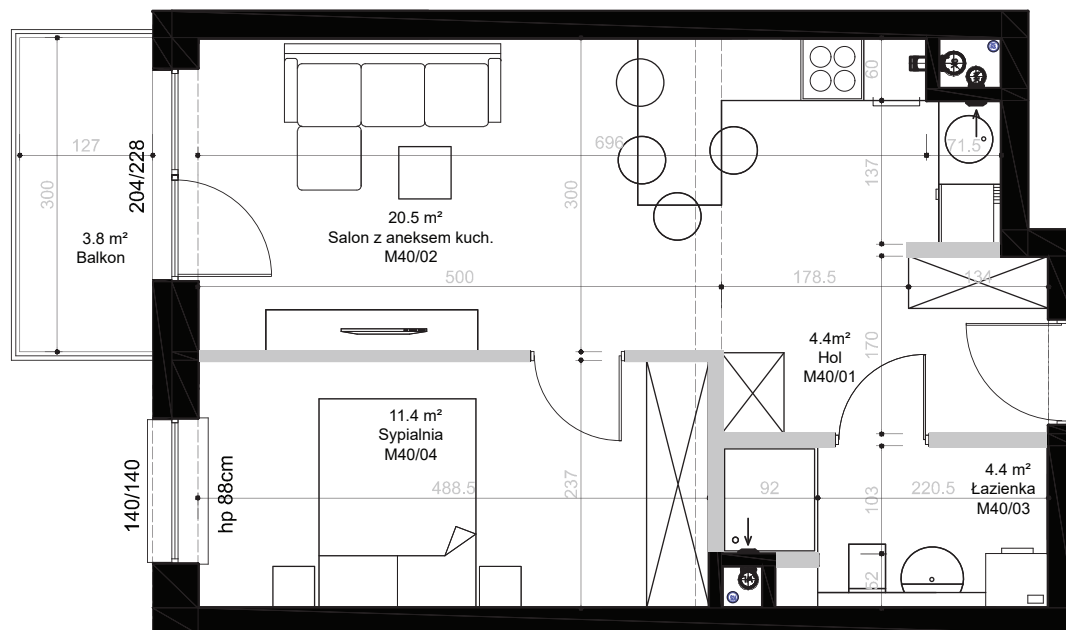 60
127
204/228
696
71.5
300
300
137
20.5 m²
Salon z aneksem kuch.
M40/02
3.8 m²
Balkon
500
178.5
134
4.4m²
Hol
M40/01
170
11.4 m²
Sypialnia
M40/04
140/140
hp 88cm
488.5
237
92
103
220.5
4.4 m²
Łazienka
M40/03
62